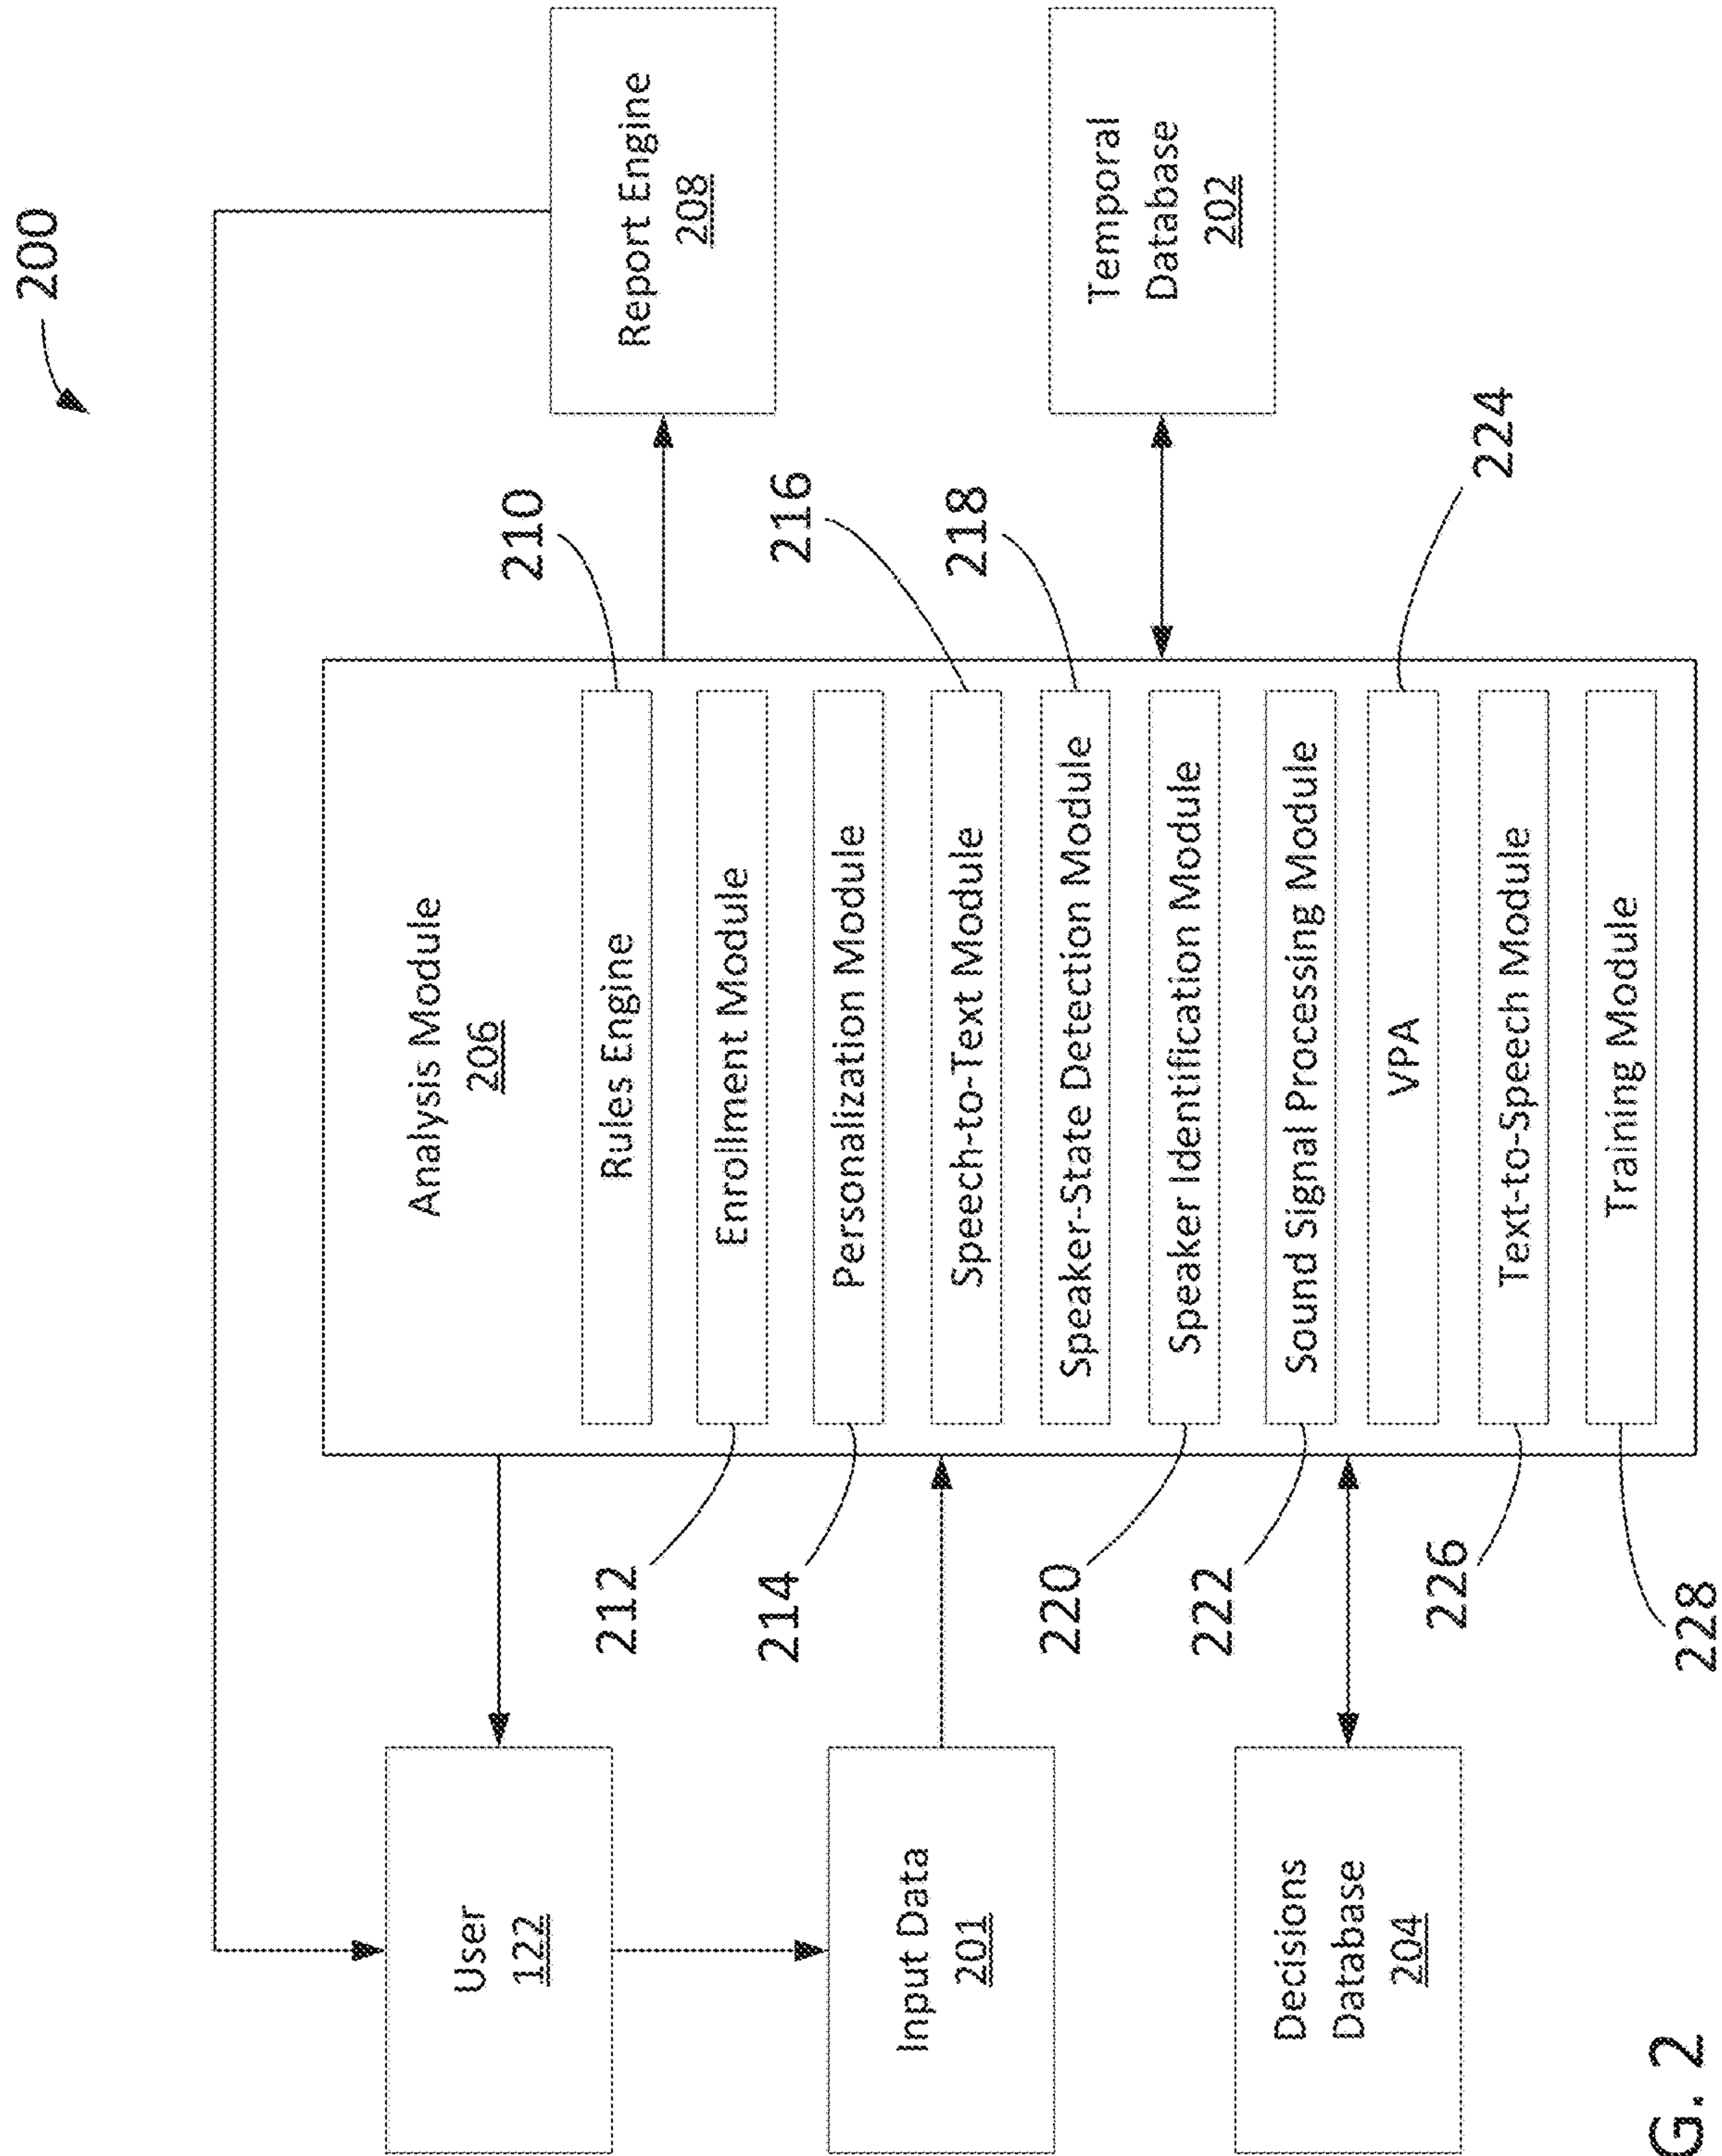 200
User
122
Input Data
201
Decisions
Database
204
Analysis Module
206
Rules Engine
Enrollment Module
Personalization Module
Speech-to-Text Module
Speaker-State Detection Module
Speaker Identification Module
Sound Signal Processing Module
VPA
Text-to-Speech Module
Training Module
212
214
220
222
226
228
210
216
218
224
Report Engine
208
Temporal
Database
202
G. 2